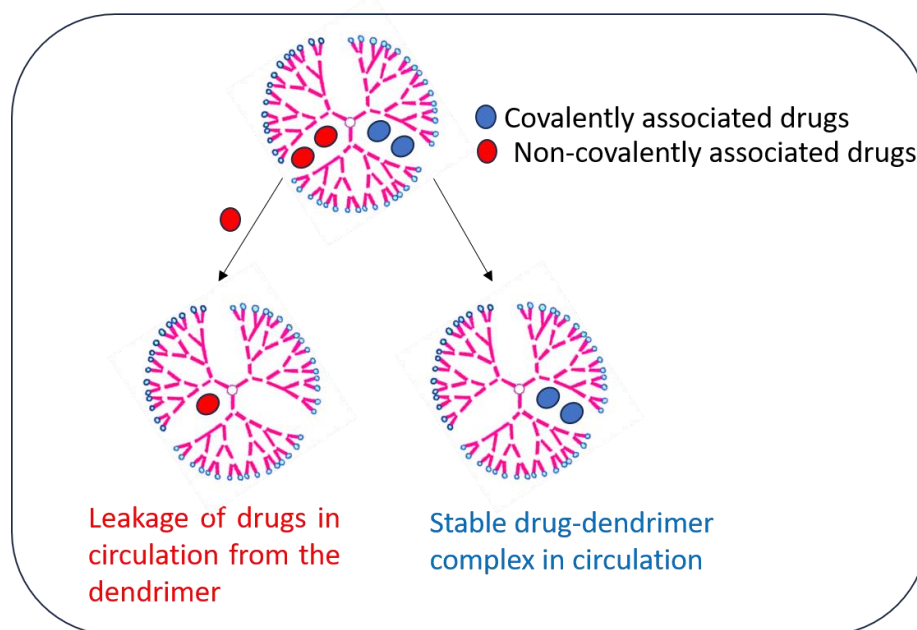 Covalently associated drugs
Non-covalently associated drugs
Leakage of drugs in
circulation from the
dendrimer
Stable drug-dendrimer
complex in circulation